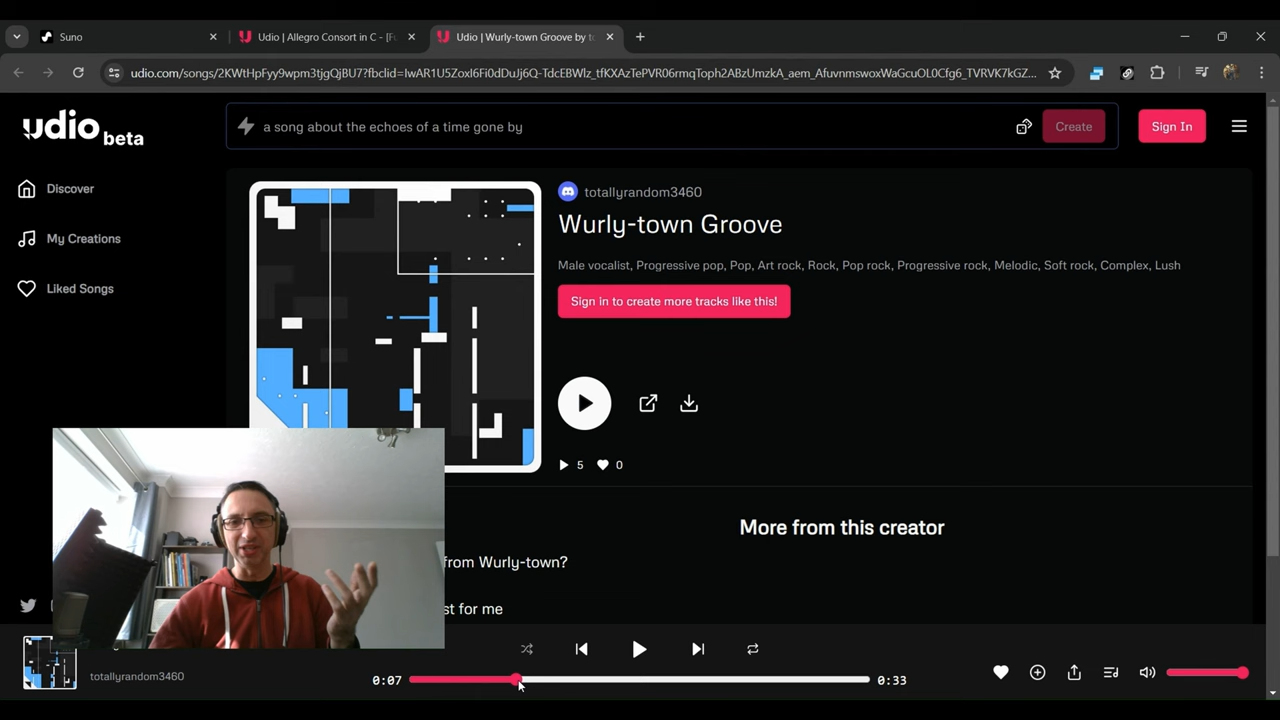 Suno
Udio | Allegro Consort in C - [Fu
Udio | Wurly-town Groove by to
udio.com/songs/2KWtHpFyy9wpm3tjgQjBU7?fbclid=IwAR1U5ZoxI6Fi0dDuJj6Q-TdcEBWlz_tfKXAzTePVR06rmqToph2ABzUmzkA_aem_AfuvnmswoxWaGcuOL0Cfg6_TVRVK7kGZ...
udio beta
a song about the echoes of a time gone by
Create
Sign In
Discover
My Creations
Liked Songs
totallyrandom3460
Wurly-town Groove
Male vocalist, Progressive pop, Pop, Art rock, Rock, Pop rock, Progressive rock, Melodic, Soft rock, Complex, Lush
Sign in to create more tracks like this!
5
0
More from this creator
from Wurly-town?
st for me
totallyrandom3460
0:07
0:33